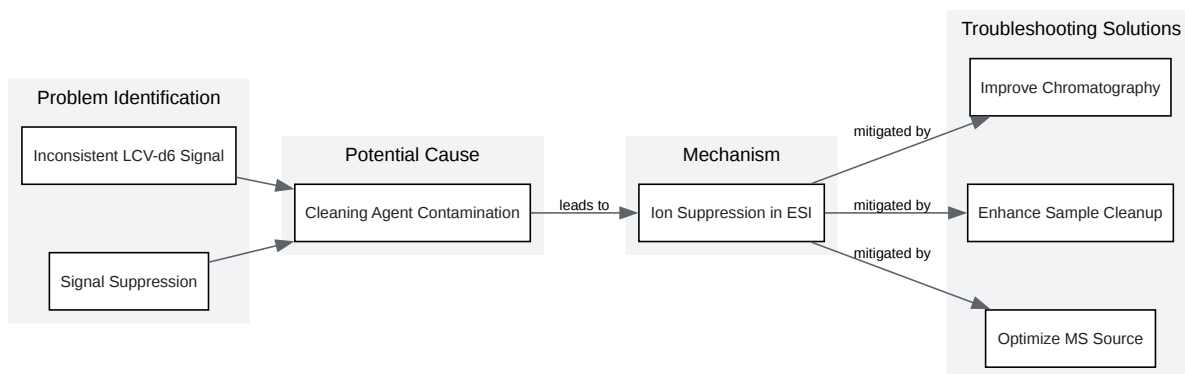 Problem Identification
Inconsistent LCV-d6 Signal
Signal Suppression
Potential Cause
Cleaning Agent Contamination
leads to
Mechanism
Ion Suppression in ESI
mitigated by
mitigated by
mitigated by
Troubleshooting Solutions
Improve Chromatography
Enhance Sample Cleanup
Optimize MS Source